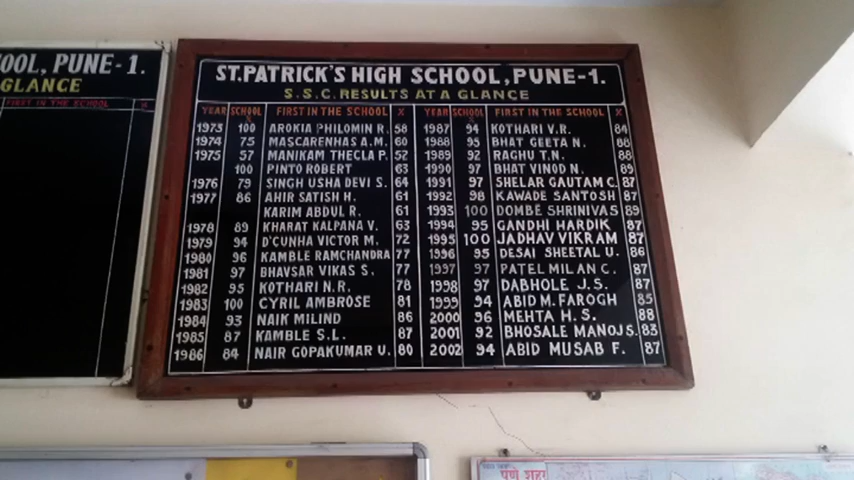 OOL, PUNE-1.
GLANCE
FIRST IN THE SCHOOL %
ST. PATRICK'S HIGH SCHOOL, PUNE-1.
S.S.C. RESULTS AT A GLANCE
YEAR SCHOOL % FIRST IN THE SCHOOL %
1973 100 AROKIA PHILOMIN R. 58
1974 75 MASCARENHAS A.M. 60
1975 57 MANIKAM THECLA P. 52
100 PINTO ROBERT 63
1976 79 SINGH USHA DEVI S. 64
1977 86 AHIR SATISH H. 61
KARIM ABDUL R. 61
1978 89 KHARAT KALPANA V. 63
1979 94 D'CUNHA VICTOR M. 72
1980 96 KAMBLE RAMCHANDRA 77
1981 97 BHAVSAR VIKAS S. 77
1982 95 KOTHARI N.R. 78
1983 100 CYRIL AMBROSE 81
1984 93 NAIK MILIND 86
1985 87 KAMBLE S.L. 87
1986 84 NAIR GOPAKUMAR U. 80
YEAR SCHOOL % FIRST IN THE SCHOOL %
1987 94 KOTHARI V.R. 84
1988 95 BHAT GEETA N. 88
1989 92 RAGHU T.N. 88
1990 97 BHAT VINOD N. 89
1991 97 SHELAR GAUTAM C. 87
1992 98 KAWADE SANTOSH 87
1993 100 DOMBE SHRINIVAS 89
1994 95 GANDHI HARDIK 87
1995 100 JADHAV VIKRAM 87
1996 95 DESAI SHEETAL U. 86
1997 97 PATEL MILAN C. 87
1998 97 DABHOLE J.S. 87
1999 94 ABID M. FAROGH 85
2000 96 MEHTA H.S. 88
2001 92 BHOSALE MANOJ S. 83
2002 94 ABID MUSAB F. 87
पुणे शहर